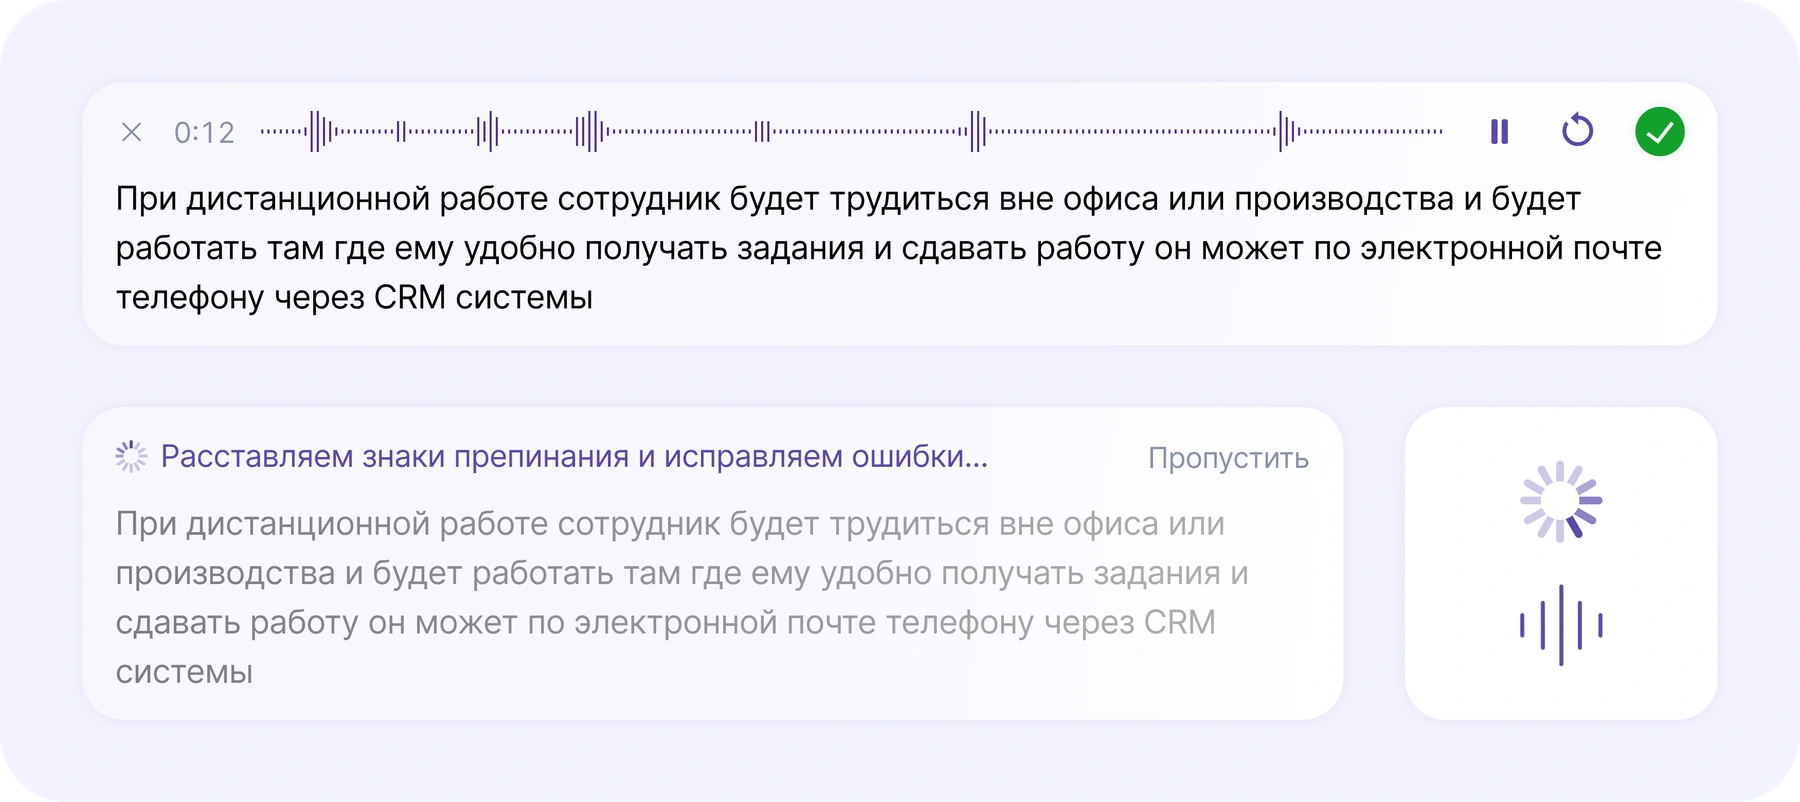 0:12
При дистанционной работе сотрудник будет трудиться вне офиса или производства и будет
работать там где ему удобно получать задания и сдавать работу он может по электронной почте
телефону через CRM системы
Расставляем знаки препинания и исправляем ошибки...
Пропустить
При дистанционной работе сотрудник будет трудиться вне офиса или
производства и будет работать там где ему удобно получать задания и
сдавать работу он может по электронной почте телефону через CRM
системы